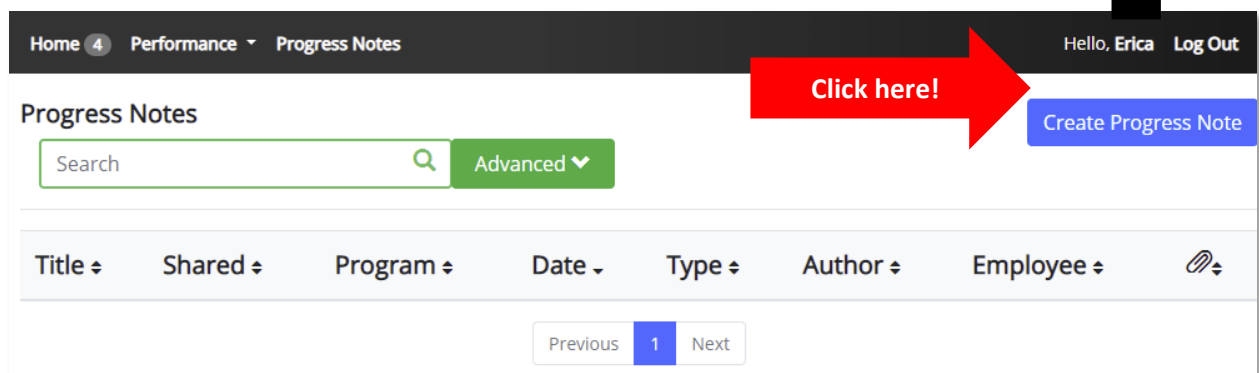 Home 4 Performance Progress Notes Hello, Erica Log Out
Click here!
Progress Notes
Create Progress Note
Search Advanced
Title Shared Program Date Type Author Employee
Previous 1 Next